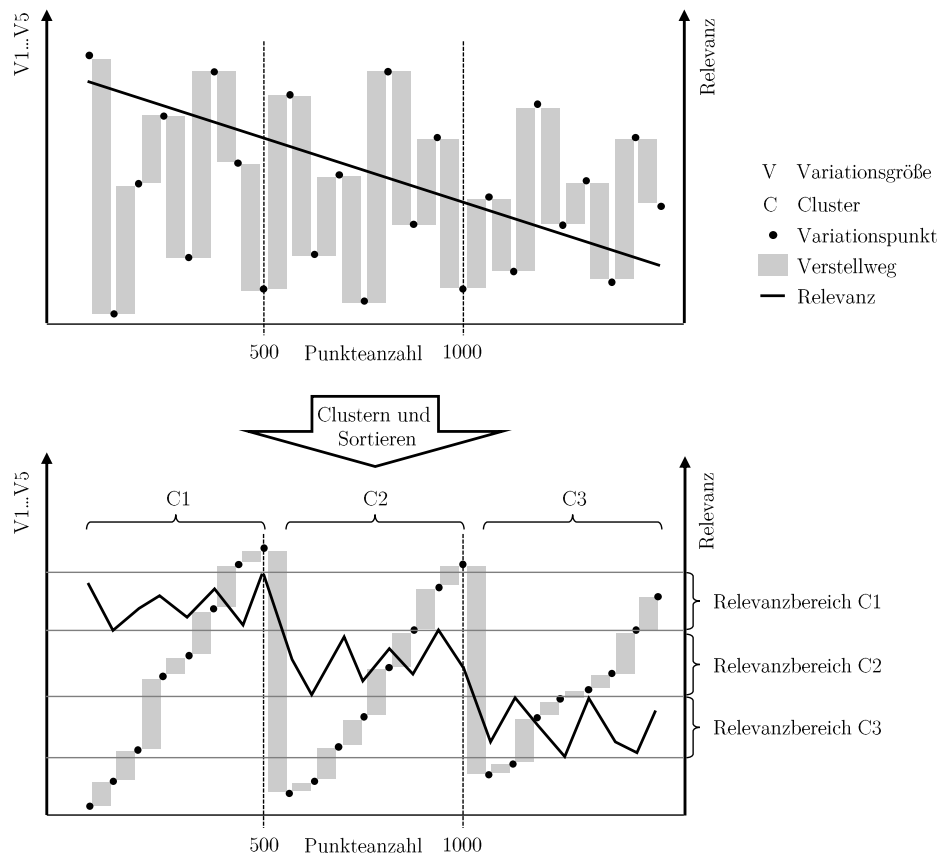 V1...V5
Relevanz
V Variationsgröße
C Cluster
Variationspunkt
Verstellweg
Relevanz
500 Punkteanzahl 1000
Clustern und
Sortieren
V1...V5
Relevanz
C1 C2 C3
Relevanzbereich C1
Relevanzbereich C2
Relevanzbereich C3
500 Punkteanzahl 1000